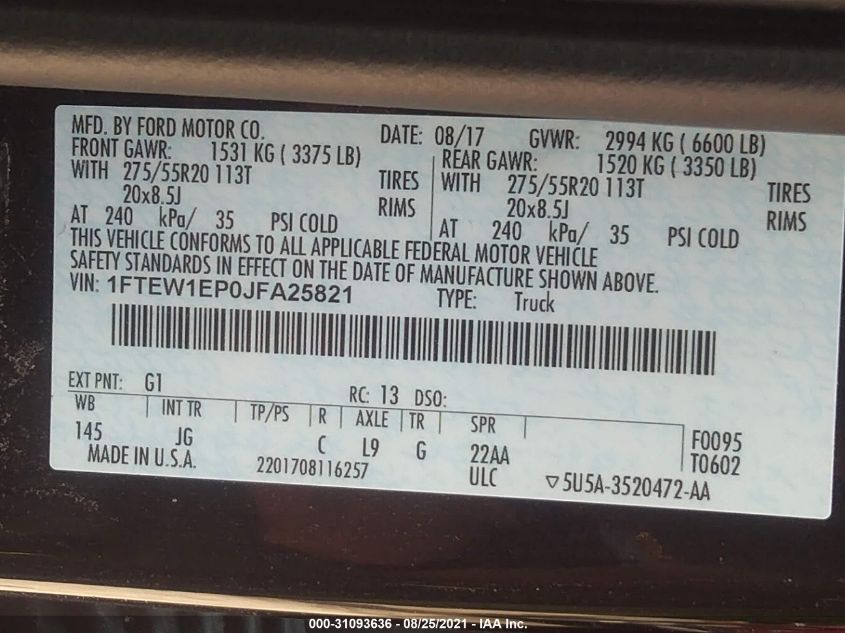 MFD. BY FORD MOTOR CO. DATE: 08/17 GVWR: 2994 KG ( 6600 LB)
FRONT GAWR: 1531 KG ( 3375 LB) REAR GAWR: 1520 KG ( 3350 LB)
WITH 275/55R20 113T TIRES WITH 275/55R20 113T TIRES
20x8.5J RIMS 20x8.5J RIMS
AT 240 kPa/ 35 PSI COLD AT 240 kPa/ 35 PSI COLD
THIS VEHICLE CONFORMS TO ALL APPLICABLE FEDERAL MOTOR VEHICLE
SAFETY STANDARDS IN EFFECT ON THE DATE OF MANUFACTURE SHOWN ABOVE.
VIN: 1FTEW1EP0JFA25821 TYPE: Truck
EXT PNT: G1 RC: 13 DSO:
WB INT TR TP/PS R AXLE TR SPR F0095
145 JG C L9 G 22AA T0602
MADE IN U.S.A. 2201708116257 ULC ▽5U5A-3520472-AA
000-31093636 - 08/25/2021 - IAA Inc.